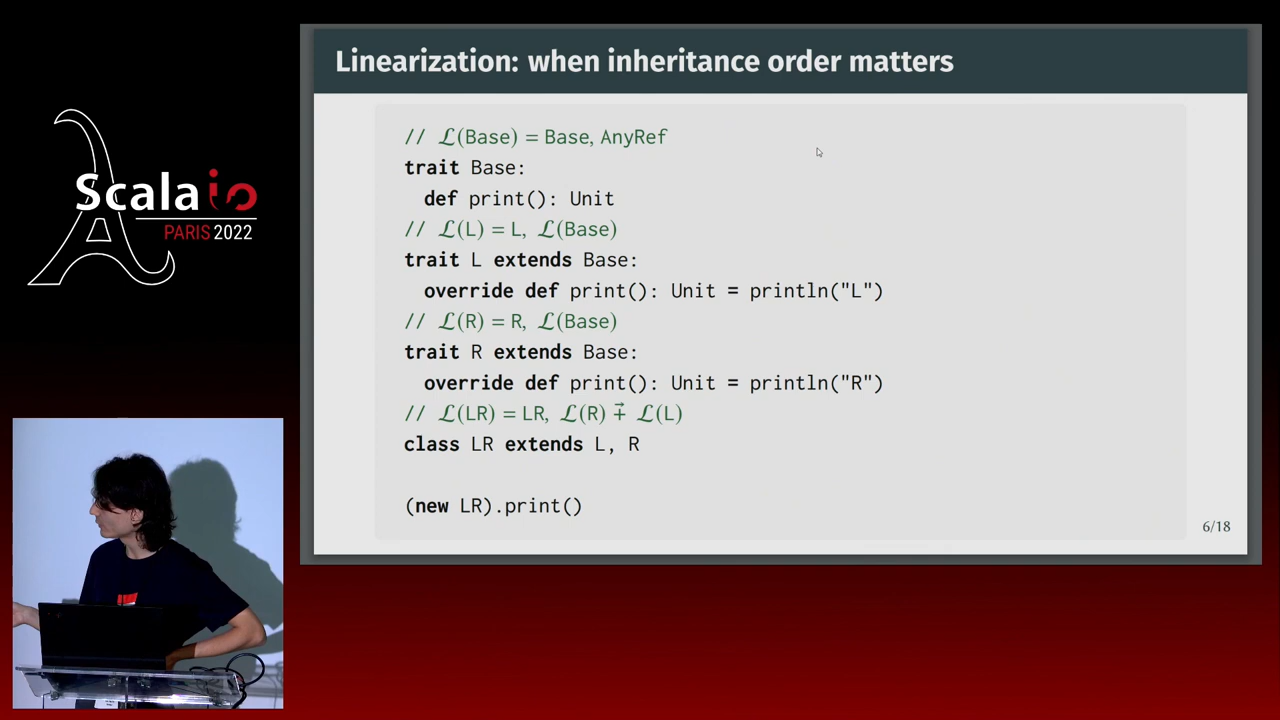 Scala io
PARIS 2022
Linearization: when inheritance order matters
// ℒ(Base) = Base, AnyRef
trait Base:
  def print(): Unit
// ℒ(L) = L, ℒ(Base)
trait L extends Base:
  override def print(): Unit = println("L")
// ℒ(R) = R, ℒ(Base)
trait R extends Base:
  override def print(): Unit = println("R")
// ℒ(LR) = LR, ℒ(R) +⃗ ℒ(L)
class LR extends L, R
(new LR).print()
6/18